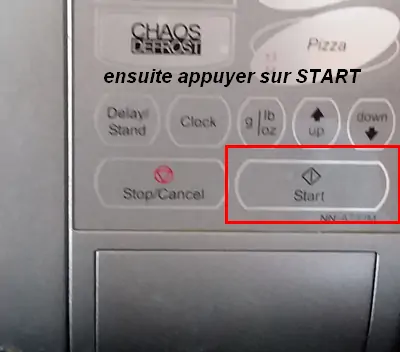 CHAOS
DEFROST
Pizza
ensuite appuyer sur START
Delay/
Stand
Clock
g lb
oz
up
down
Stop/Cancel
Start